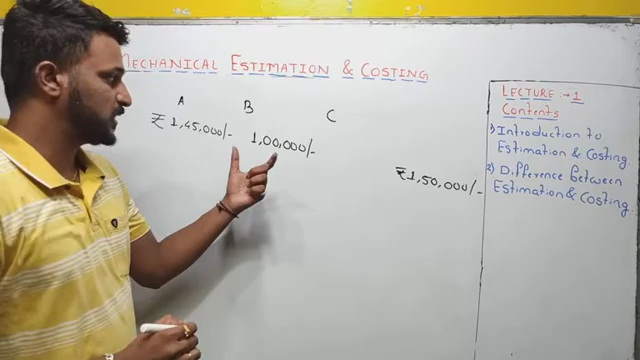 MECHANICAL ESTIMATION & COSTING
A B C
₹ 1,45,000/- 1,00,000/-
₹1,50,000/-
LECTURE :- 1
Contents
1) Introduction to
Estimation & Costing.
2) Difference Between
Estimation & Costing